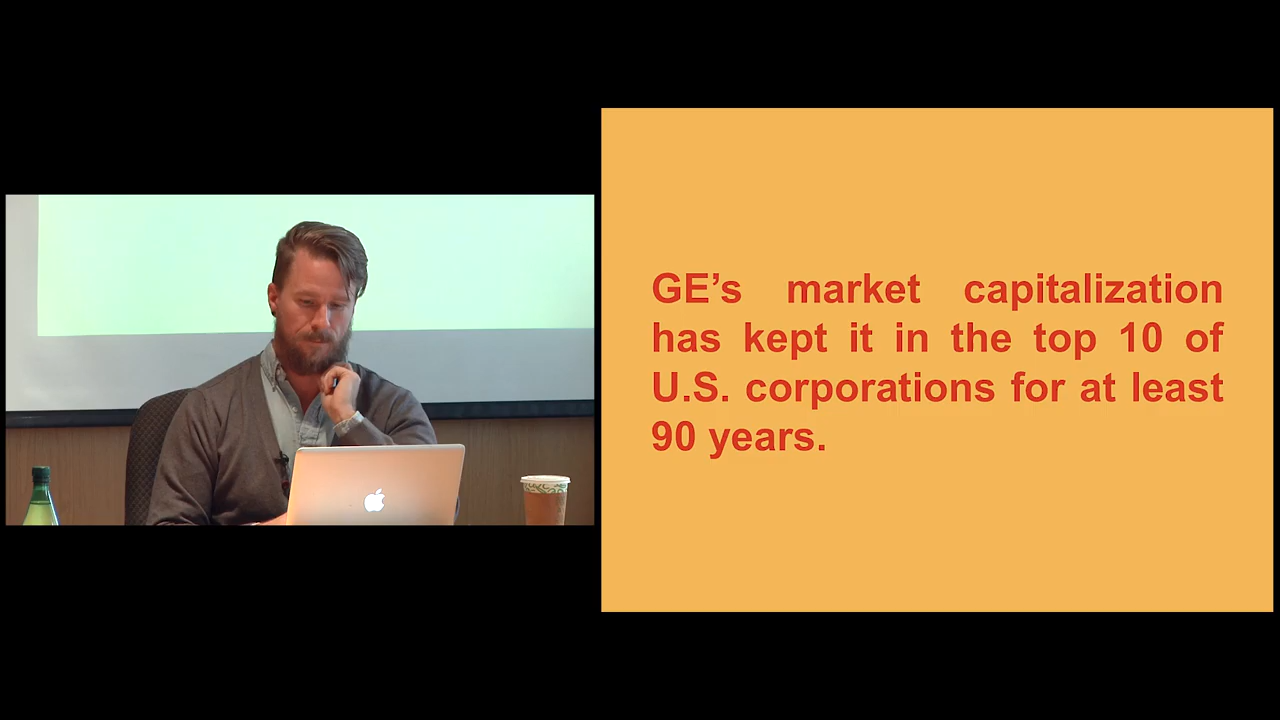 GE’s market capitalization
has kept it in the top 10 of
U.S. corporations for at least
90 years.